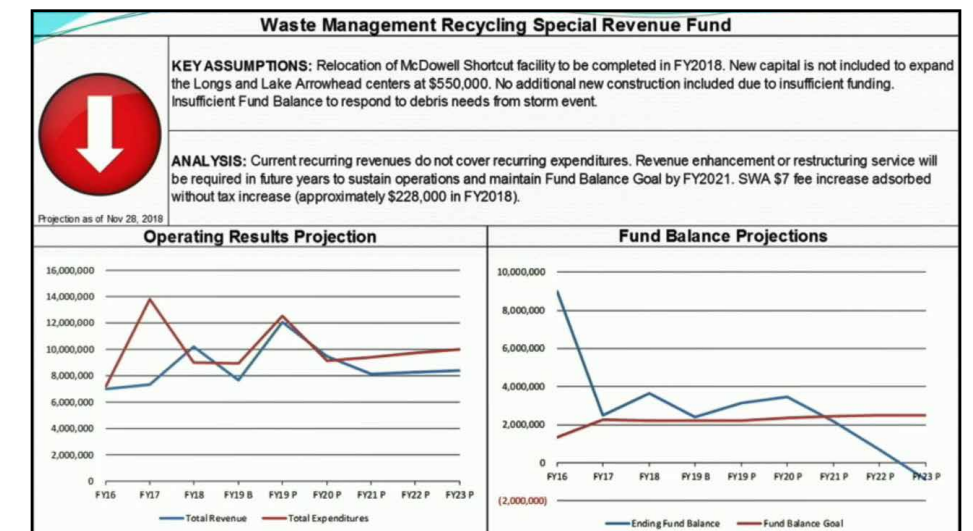 Waste Management Recycling Special Revenue Fund
KEY ASSUMPTIONS: Relocation of McDowell Shortcut facility to be completed in FY2018. New capital is not included to expand
the Longs and Lake Arrowhead centers at $550,000. No additional new construction included due to insufficient funding.
Insufficient Fund Balance to respond to debris needs from storm event.
ANALYSIS: Current recurring revenues do not cover recurring expenditures. Revenue enhancement or restructuring service will
be required in future years to sustain operations and maintain Fund Balance Goal by FY2021. SWA $7 fee increase adsorbed
without tax increase (approximately $228,000 in FY2018).
Projection as of Nov 28, 2018
Operating Results Projection
16,000,000
14,000,000
12,000,000
10,000,000
8,000,000
6,000,000
4,000,000
2,000,000
0
FY16 FY17 FY18 FY19 B FY19 P FY20 P FY21 P FY22 P FY23 P
Total Revenue Total Expenditures
Fund Balance Projections
10,000,000
8,000,000
6,000,000
4,000,000
2,000,000
0
FY16 FY17 FY18 FY19 B FY19 P FY20 P FY21 P FY22 P FY23 P
(2,000,000)
Ending Fund Balance Fund Balance Goal